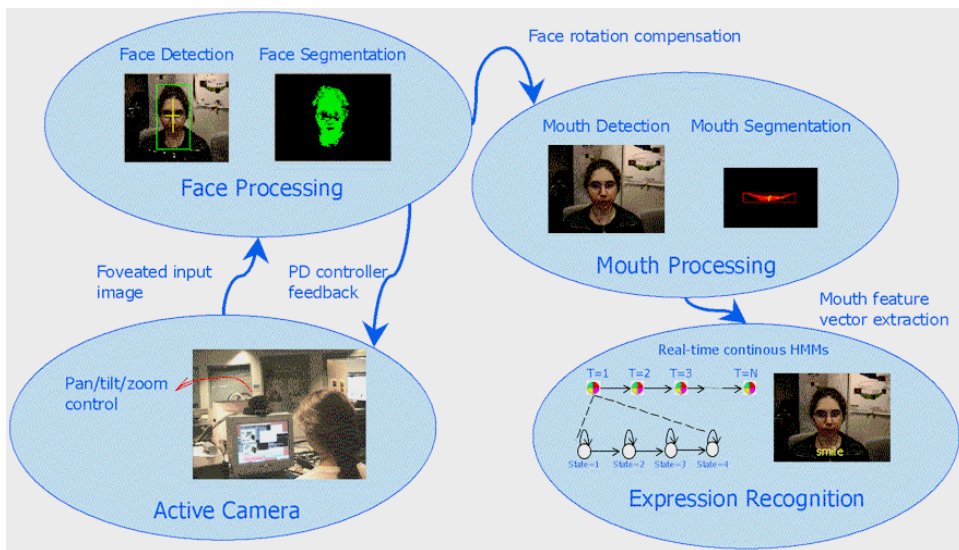 Face Detection
Face Segmentation
Face Processing
Face rotation compensation
Mouth Detection
Mouth Segmentation
Mouth Processing
Foveated input
image
PD controller
feedback
Mouth feature
vector extraction
Pan/tilt/zoom
control
Active Camera
Real-time continous HMMs
T=1
T=2
T=3
T=N
State=1
State=2
State=3
State=4
smile
Expression Recognition